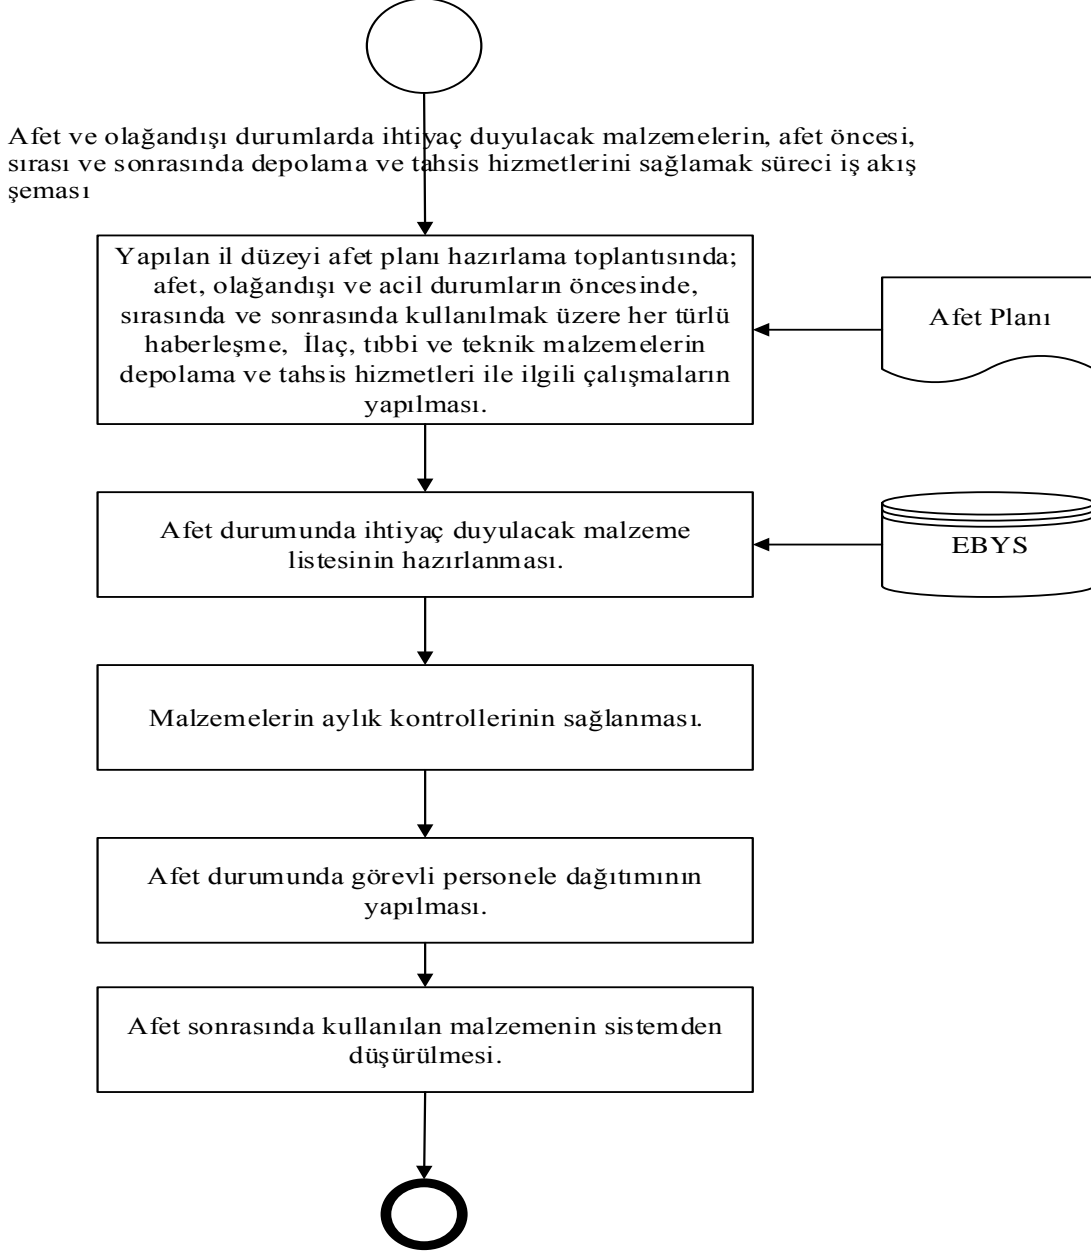 Afet ve olağandışı durumlarda ihtiyaç duyulacak malzemelerin, afet öncesi,
sırası ve sonrasında depolama ve tahsis hizmetlerini sağlamak süreci iş akış
şeması
Yapılan il düzeyi afet planı hazırlama toplantısında;
afet, olağandışı ve acil durumların öncesinde,
sırasında ve sonrasında kullanılmak üzere her türlü
haberleşme, İlaç, tıbbi ve teknik malzemelerin
depolama ve tahsis hizmetleri ile ilgili çalışmaların
yapılması.
Afet Planı
Afet durumunda ihtiyaç duyulacak malzeme
listesinin hazırlanması.
EBYS
Malzemelerin aylık kontrollerinin sağlanması.
Afet durumunda görevli personele dağıtımının
yapılması.
Afet sonrasında kullanılan malzemenin sistemden
düşürülmesi.